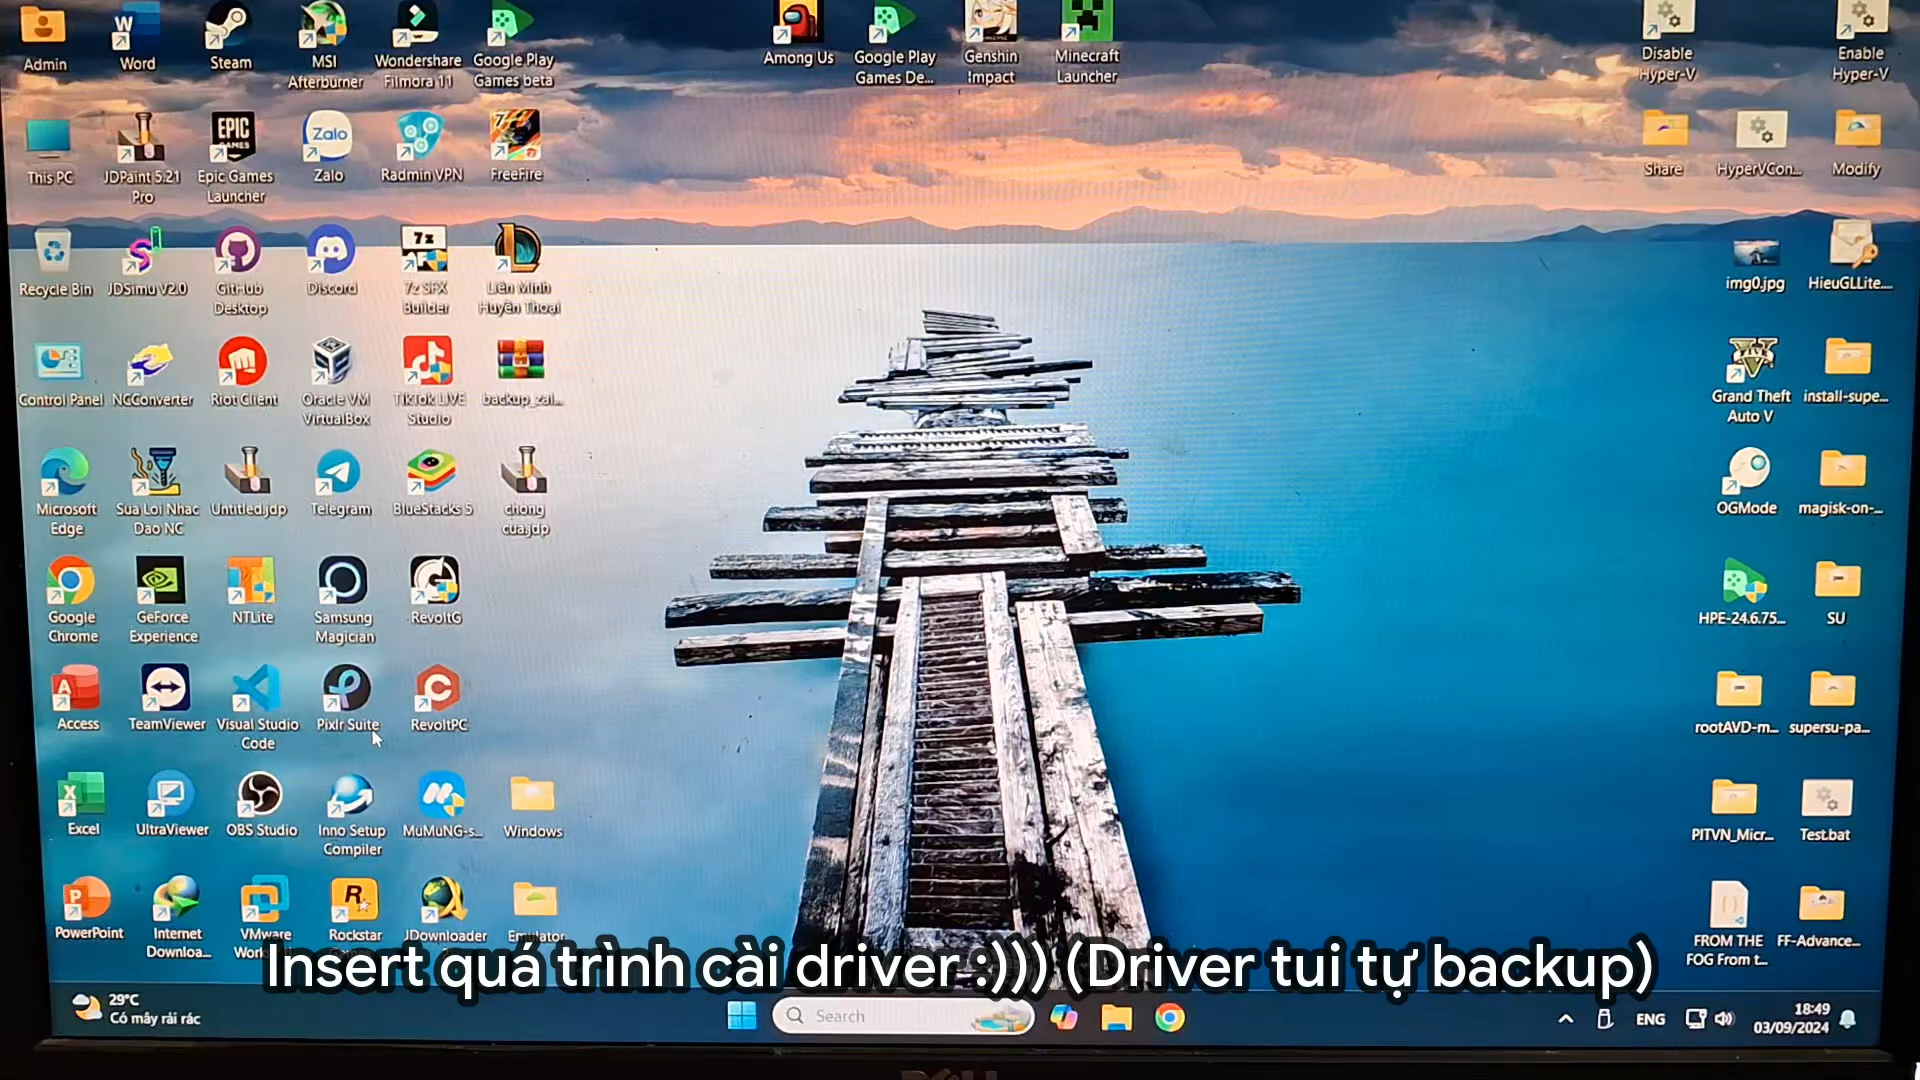 Admin
Word
Steam
MSI
Afterburner
Wondershare
Filmora 11
Google Play
Games beta
Among Us
Google Play
Games De...
Genshin
Impact
Minecraft
Launcher
Disable
Hyper-V
Enable
Hyper-V
This PC
JDPaint 5.21
Pro
EPIC
GAMES
Epic Games
Launcher
Zalo
Zalo
Radmin VPN
FreeFire
Share
HyperVCon...
Modify
Recycle Bin
JDSimu V2.0
GitHub
Desktop
Discord
7z
7z SFX
Builder
Liên Minh
Huyền Thoại
img0.jpg
HieuGLLite....
Control Panel
NCConverter
Riot Client
Oracle VM
VirtualBox
TikTok LIVE
Studio
backup_zal...
FIVE
Grand Theft
Auto V
install-supe...
Microsoft
Edge
Sua Loi Nhac
Dao NC
Untitled.jdp
Telegram
BlueStacks 5
chong
cua.jdp
OGMode
magisk-on-...
Google
Chrome
GeForce
Experience
NTLite
Samsung
Magician
RevoltG
HPE-24.6.75...
SU
Access
TeamViewer
Visual Studio
Code
Pixlr Suite
RevoltPC
rootAVD-m...
supersu-pa...
Excel
UltraViewer
OBS Studio
Inno Setup
Compiler
MuMuNG-s...
Windows
PITVN_Micr...
Test.bat
PowerPoint
Internet
Downloa...
VMware
Rockstar
JDownloader
Emulator
FROM THE
FOG From t...
FF-Advance...
Insert quá trình cài driver :))) (Driver tui tự backup)
29°C
Có mây rải rác
Search
ENG
18:49
03/09/2024